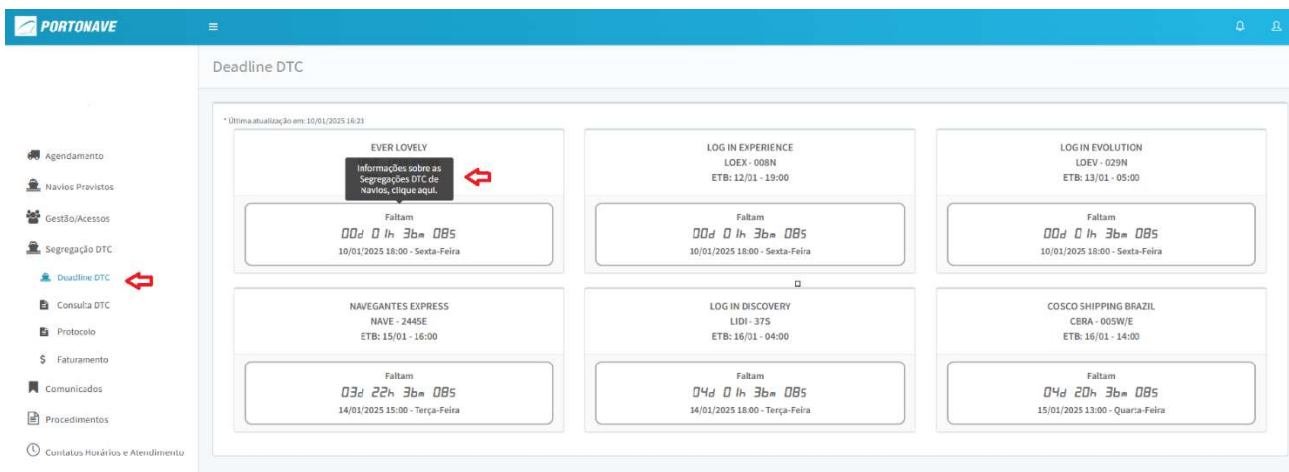 PORTONAVE
Deadline DTC
* Última atualização em: 10/01/2025 16:21
Agendamento
Navios Previstos
Gestão/Acessos
Segregação DTC
Deadline DTC
Consulta DTC
Protocolo
$ Faturamento
Comunicados
Procedimentos
Contatos Horários e Atendimento
EVER LOVELY
Informações sobre as
Segregações DTC de
Navios, clique aqui.
Faltam
00d 01h 36m 08s
10/01/2025 18:00 - Sexta-Feira
LOG IN EXPERIENCE
LOEX - 008N
ETB: 12/01 - 19:00
Faltam
00d 01h 36m 08s
10/01/2025 18:00 - Sexta-Feira
LOG IN EVOLUTION
LOEV - 029N
ETB: 13/01 - 05:00
Faltam
00d 01h 36m 08s
10/01/2025 18:00 - Sexta-Feira
NAVEGANTES EXPRESS
NAVE - 2445E
ETB: 15/01 - 16:00
Faltam
03d 22h 36m 08s
14/01/2025 15:00 - Terça-Feira
LOG IN DISCOVERY
LIDI - 37S
ETB: 16/01 - 04:00
Faltam
04d 01h 36m 08s
14/01/2025 18:00 - Terça-Feira
COSCO SHIPPING BRAZIL
CBRA - 005W/E
ETB: 16/01 - 14:00
Faltam
04d 20h 36m 08s
15/01/2025 13:00 - Quarta-Feira